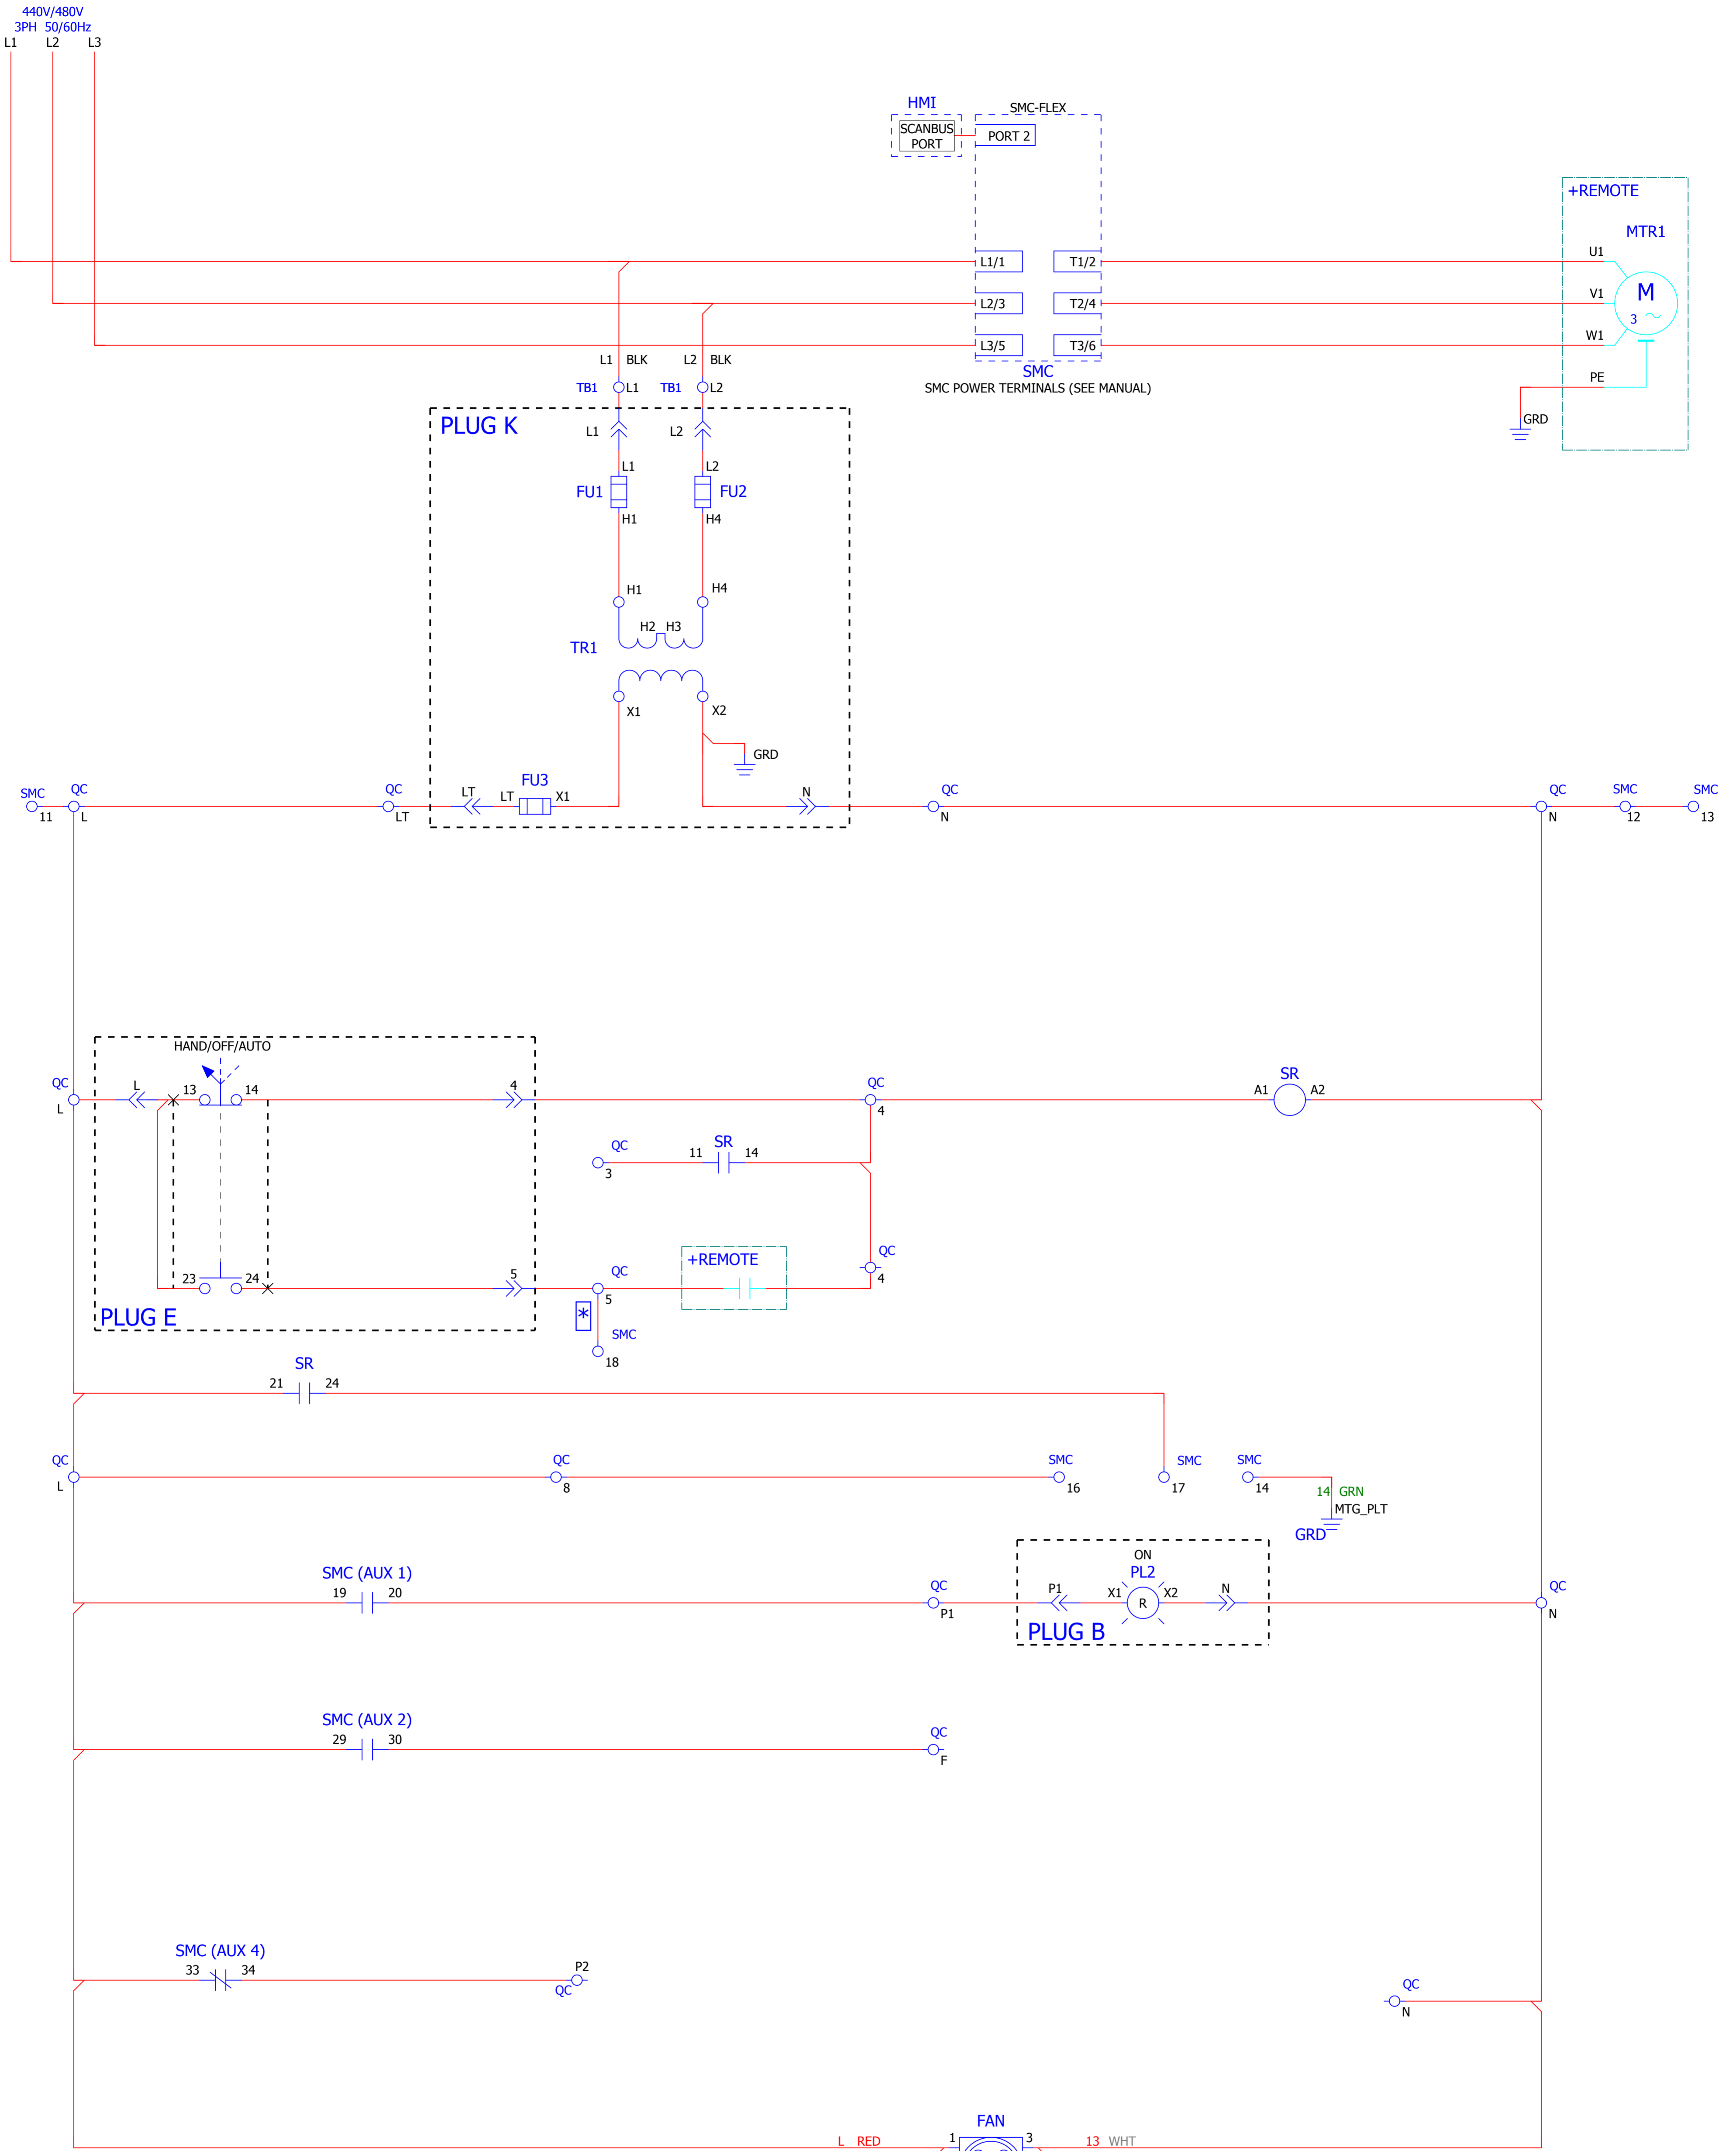 440V/480V
3PH 50/60Hz
L1 L2 L3
HMI
SMC-FLEX
SCANBUS
PORT
PORT 2
+REMOTE
MTR1
L1/1 T1/2 U1
L2/3 T2/4 V1
M
3
L3/5 T3/6 W1
L1 BLK L2 BLK
SMC
PE
TB1 L1 TB1 L2
SMC POWER TERMINALS (SEE MANUAL)
PLUG K
L1 L2
GRD
L1 L2
FU1 FU2
H1 H4
H1 H4
H2 H3
TR1
X1 X2
GRD
FU3
SMC QC QC LT LT X1 N QC QC SMC SMC
11 L LT N N 12 13
HAND/OFF/AUTO
QC L 13 14 4 QC SR
A1 A2
L 4
QC 11 SR 14
3
+REMOTE
QC
4
23 24 5 QC
5
PLUG E
*
SMC
18
SR
21 24
QC QC SMC SMC SMC
L 8 16 17 14
14 GRN
MTG_PLT
GRD
ON
SMC (AUX 1) PL2
19 20 QC P1 X1 R X2 N QC
P1 N
PLUG B
SMC (AUX 2)
29 30 QC
F
SMC (AUX 4)
33 34 P2
QC
QC
N
FAN
L RED 1 3 13 WHT